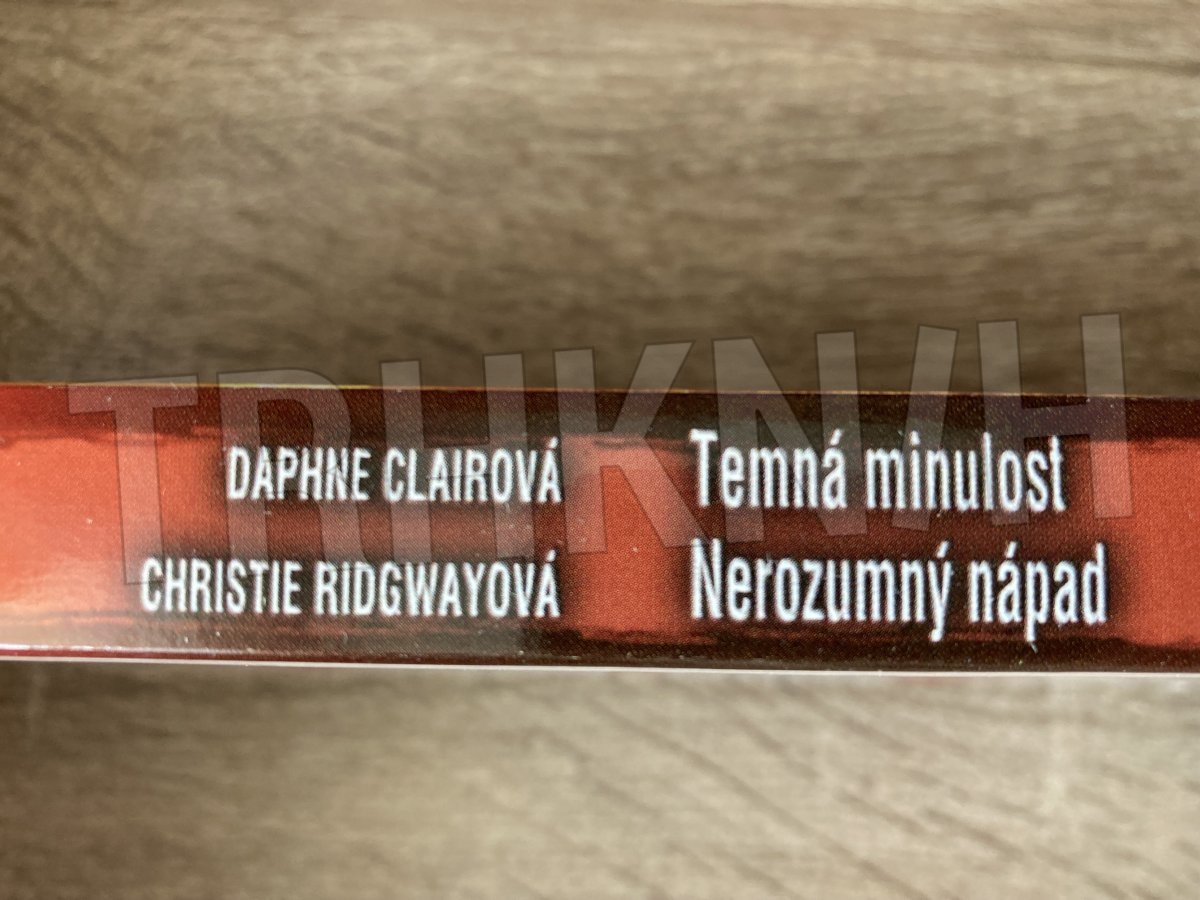 DAPHNE CLAIROVÁ Temná minulost
CHRISTIE RIDGWAYOVÁ Nerozumný nápad
TRHKNIH